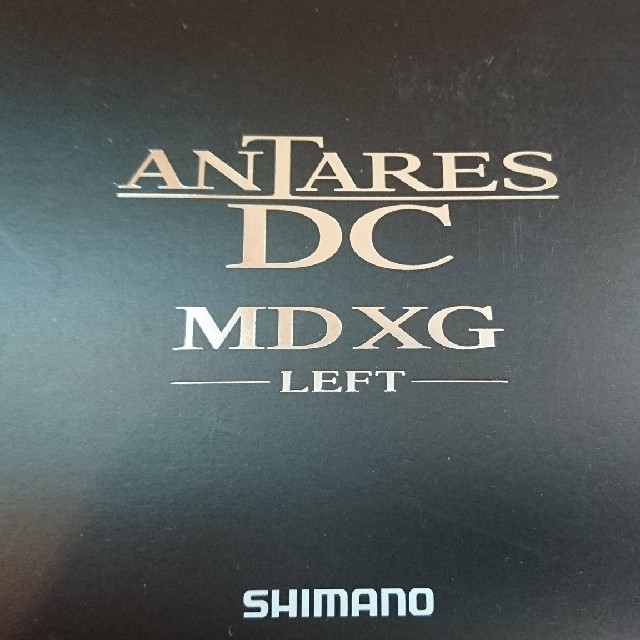 ANTARES
DC
MD XG
LEFT
SHIMANO